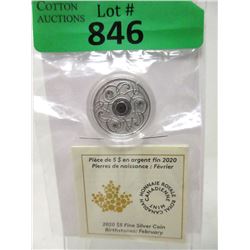 COTTON
AUCTIONS
Lot #
846
Pièce de 5 $ en argent fin 2020
Pierres de naissance : Février
MONNAIE ROYALE CANADIENNE
ROYAL CANADIAN MINT
2020 $5 Fine Silver Coin
Birthstones: February